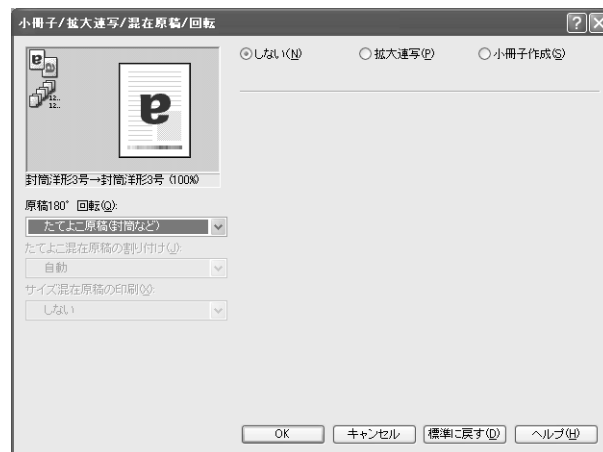 小冊子/拡大連写/混在原稿/回転
しない(N) 拡大連写(P) 小冊子作成(S)
a
a
12..
12..
a
封筒洋形3号→封筒洋形3号 (100%)
原稿180° 回転(Q):
たてよこ原稿(封筒など)
たてよこ混在原稿の割り付け(J):
自動
サイズ混在原稿の印刷(X):
しない
OK キャンセル 標準に戻す(D) ヘルプ(H)